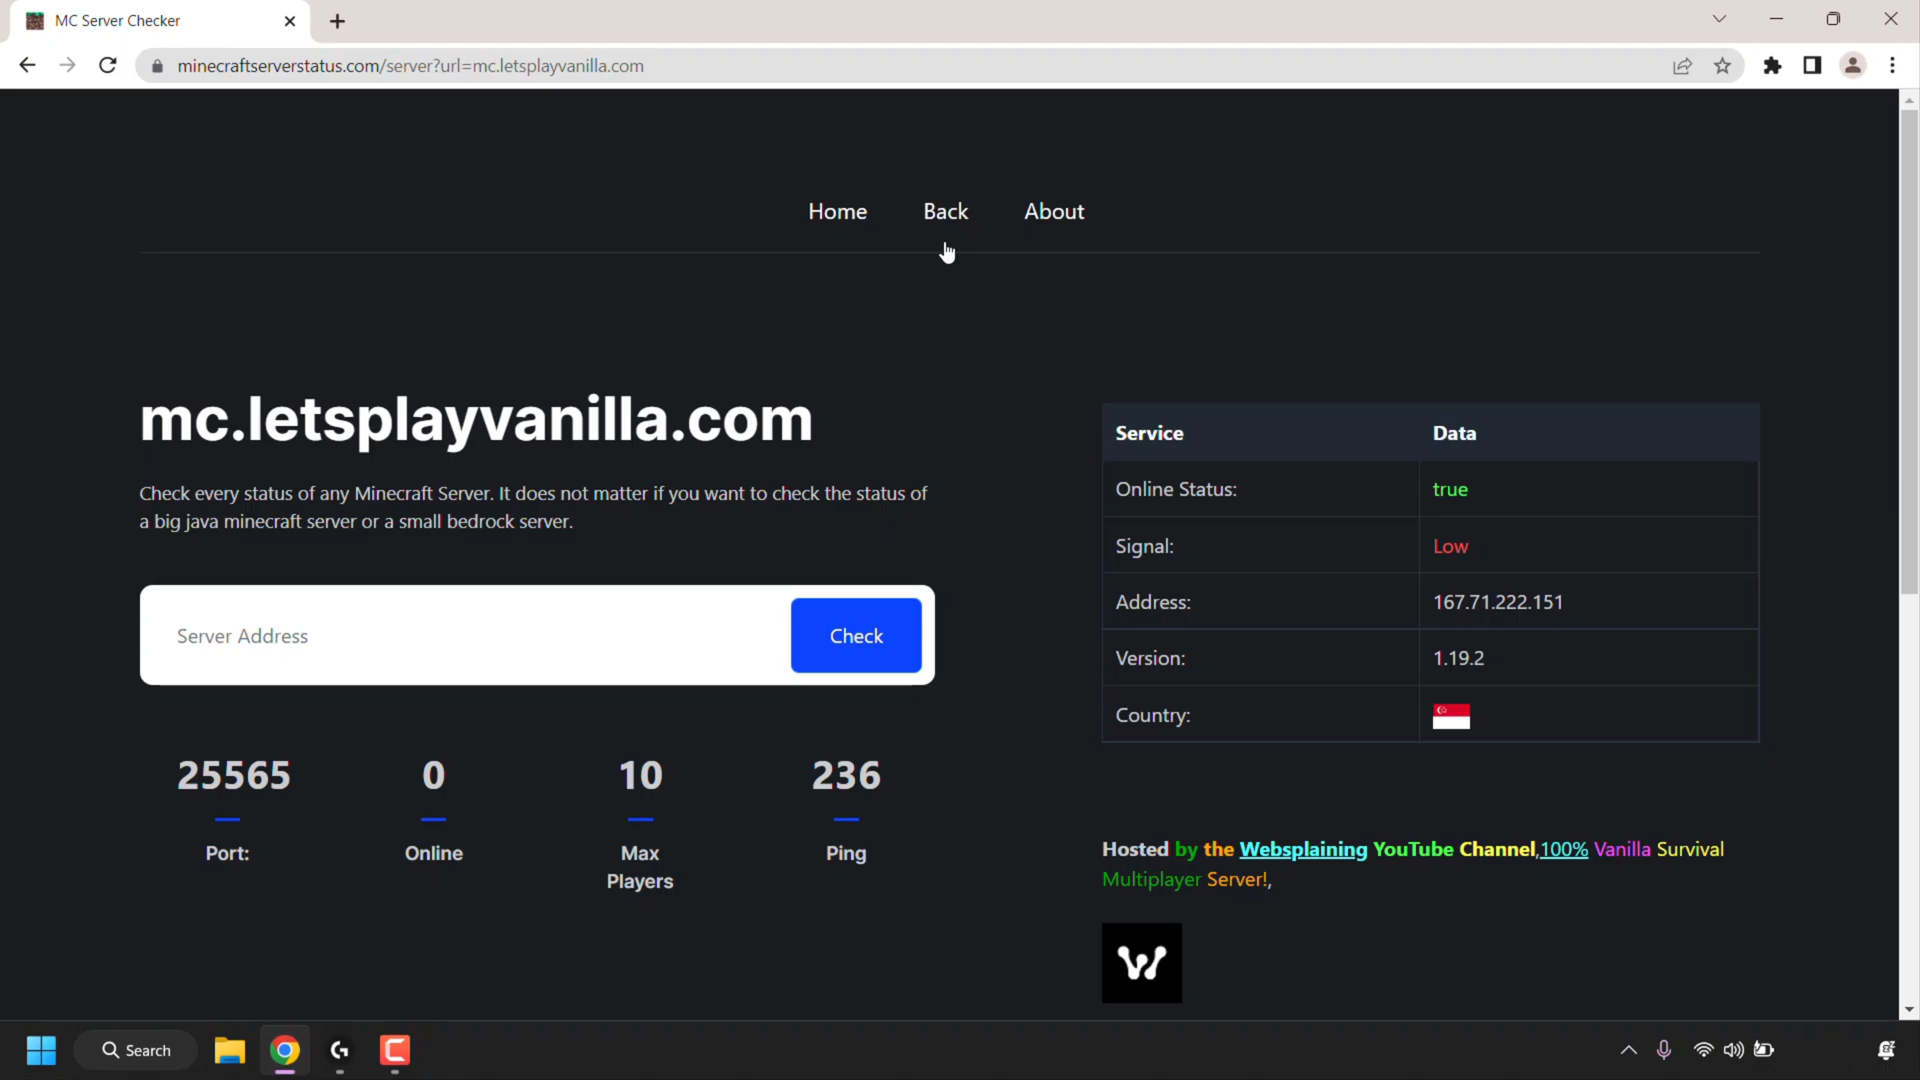 MC Server Checker
minecraftserverstatus.com/server?url=mc.letsplayvanilla.com
Home Back About
mc.letsplayvanilla.com
Check every status of any Minecraft Server. It does not matter if you want to check the status of
a big java minecraft server or a small bedrock server.
Server Address
Check
25565 0 10 236
Port: Online Max Ping
Players
Service Data
Online Status: true
Signal: Low
Address: 167.71.222.151
Version: 1.19.2
Country:
Hosted by the Websplaining YouTube Channel,100% Vanilla Survival
Multiplayer Server!,
W
Search